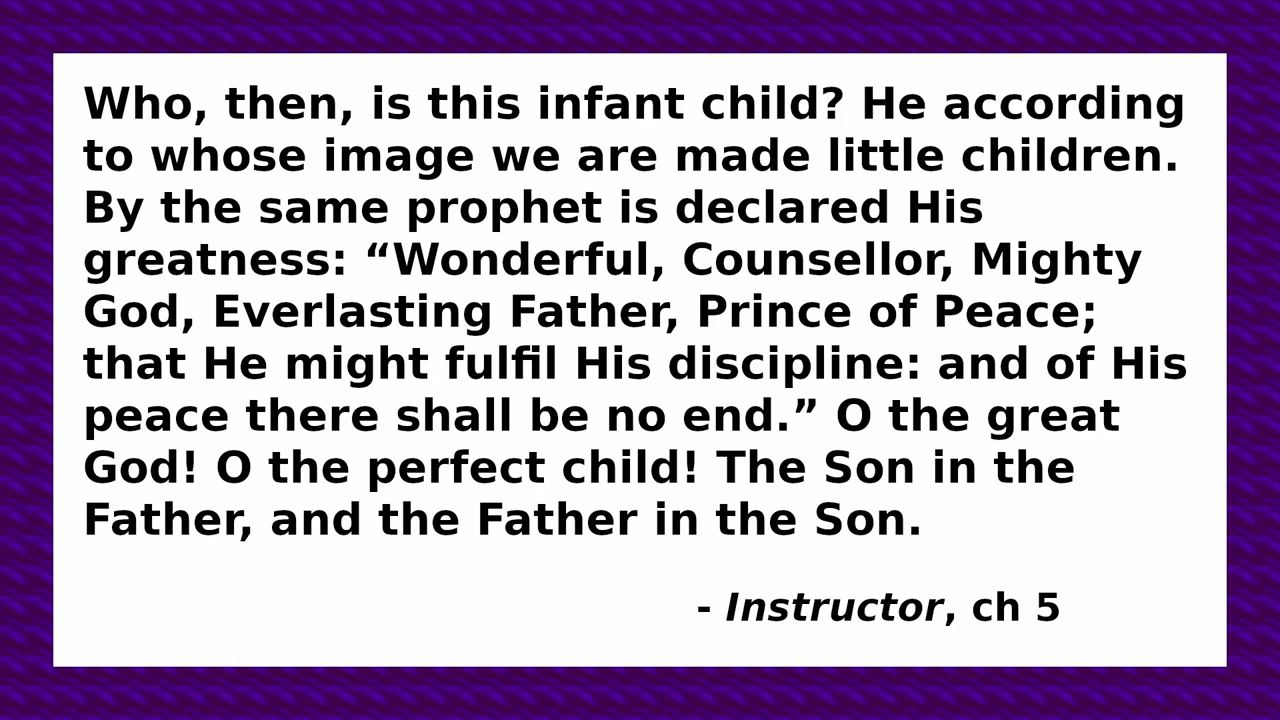 Who, then, is this infant child? He according
to whose image we are made little children.
By the same prophet is declared His
greatness: “Wonderful, Counsellor, Mighty
God, Everlasting Father, Prince of Peace;
that He might fulfil His discipline: and of His
peace there shall be no end.” O the great
God! O the perfect child! The Son in the
Father, and the Father in the Son.
- Instructor, ch 5